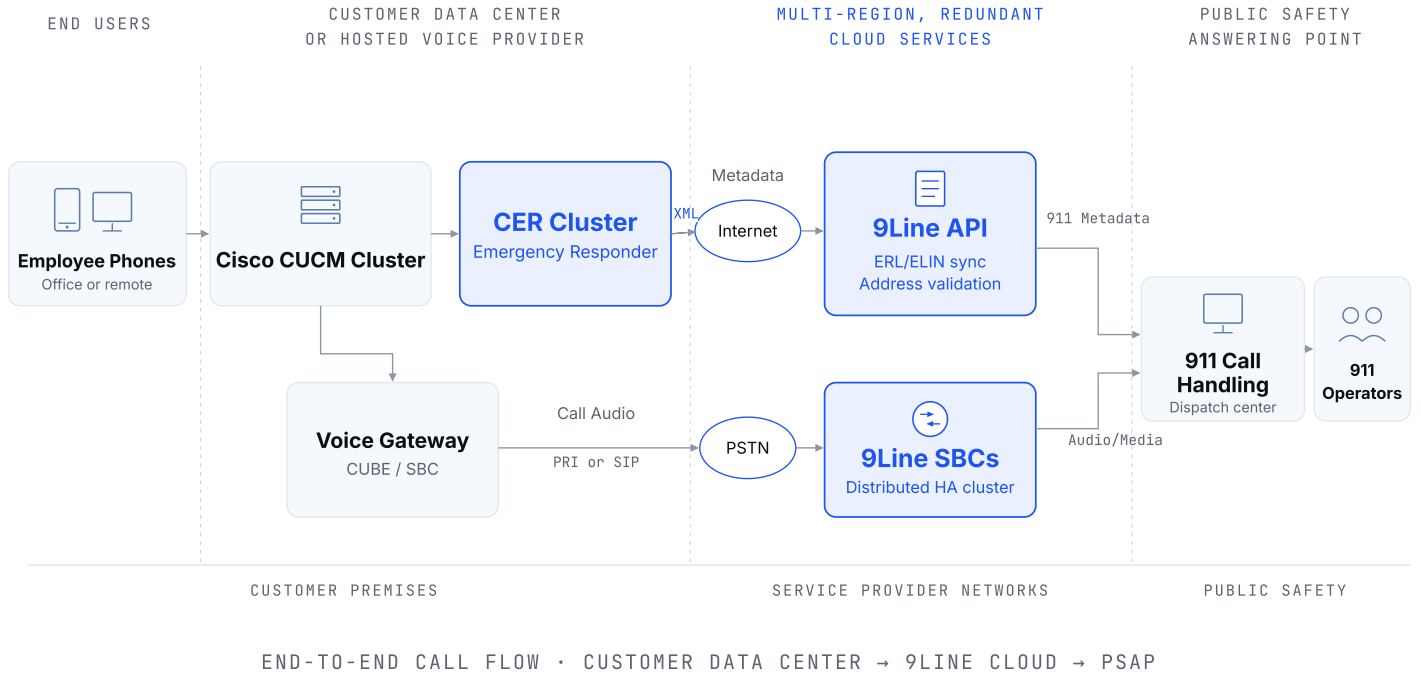 END USERS
CUSTOMER DATA CENTER
OR HOSTED VOICE PROVIDER
MULTI-REGION, REDUNDANT
CLOUD SERVICES
PUBLIC SAFETY
ANSWERING POINT
Employee Phones
Office or remote
Cisco CUCM Cluster
CER Cluster
Emergency Responder
XML
Metadata
Internet
9Line API
ERL/ELIN sync
Address validation
911 Metadata
Voice Gateway
CUBE / SBC
Call Audio
PRI or SIP
PSTN
9Line SBCs
Distributed HA cluster
Audio/Media
911 Call
Handling
Dispatch center
911
Operators
CUSTOMER PREMISES
SERVICE PROVIDER NETWORKS
PUBLIC SAFETY
END-TO-END CALL FLOW · CUSTOMER DATA CENTER → 9LINE CLOUD → PSAP